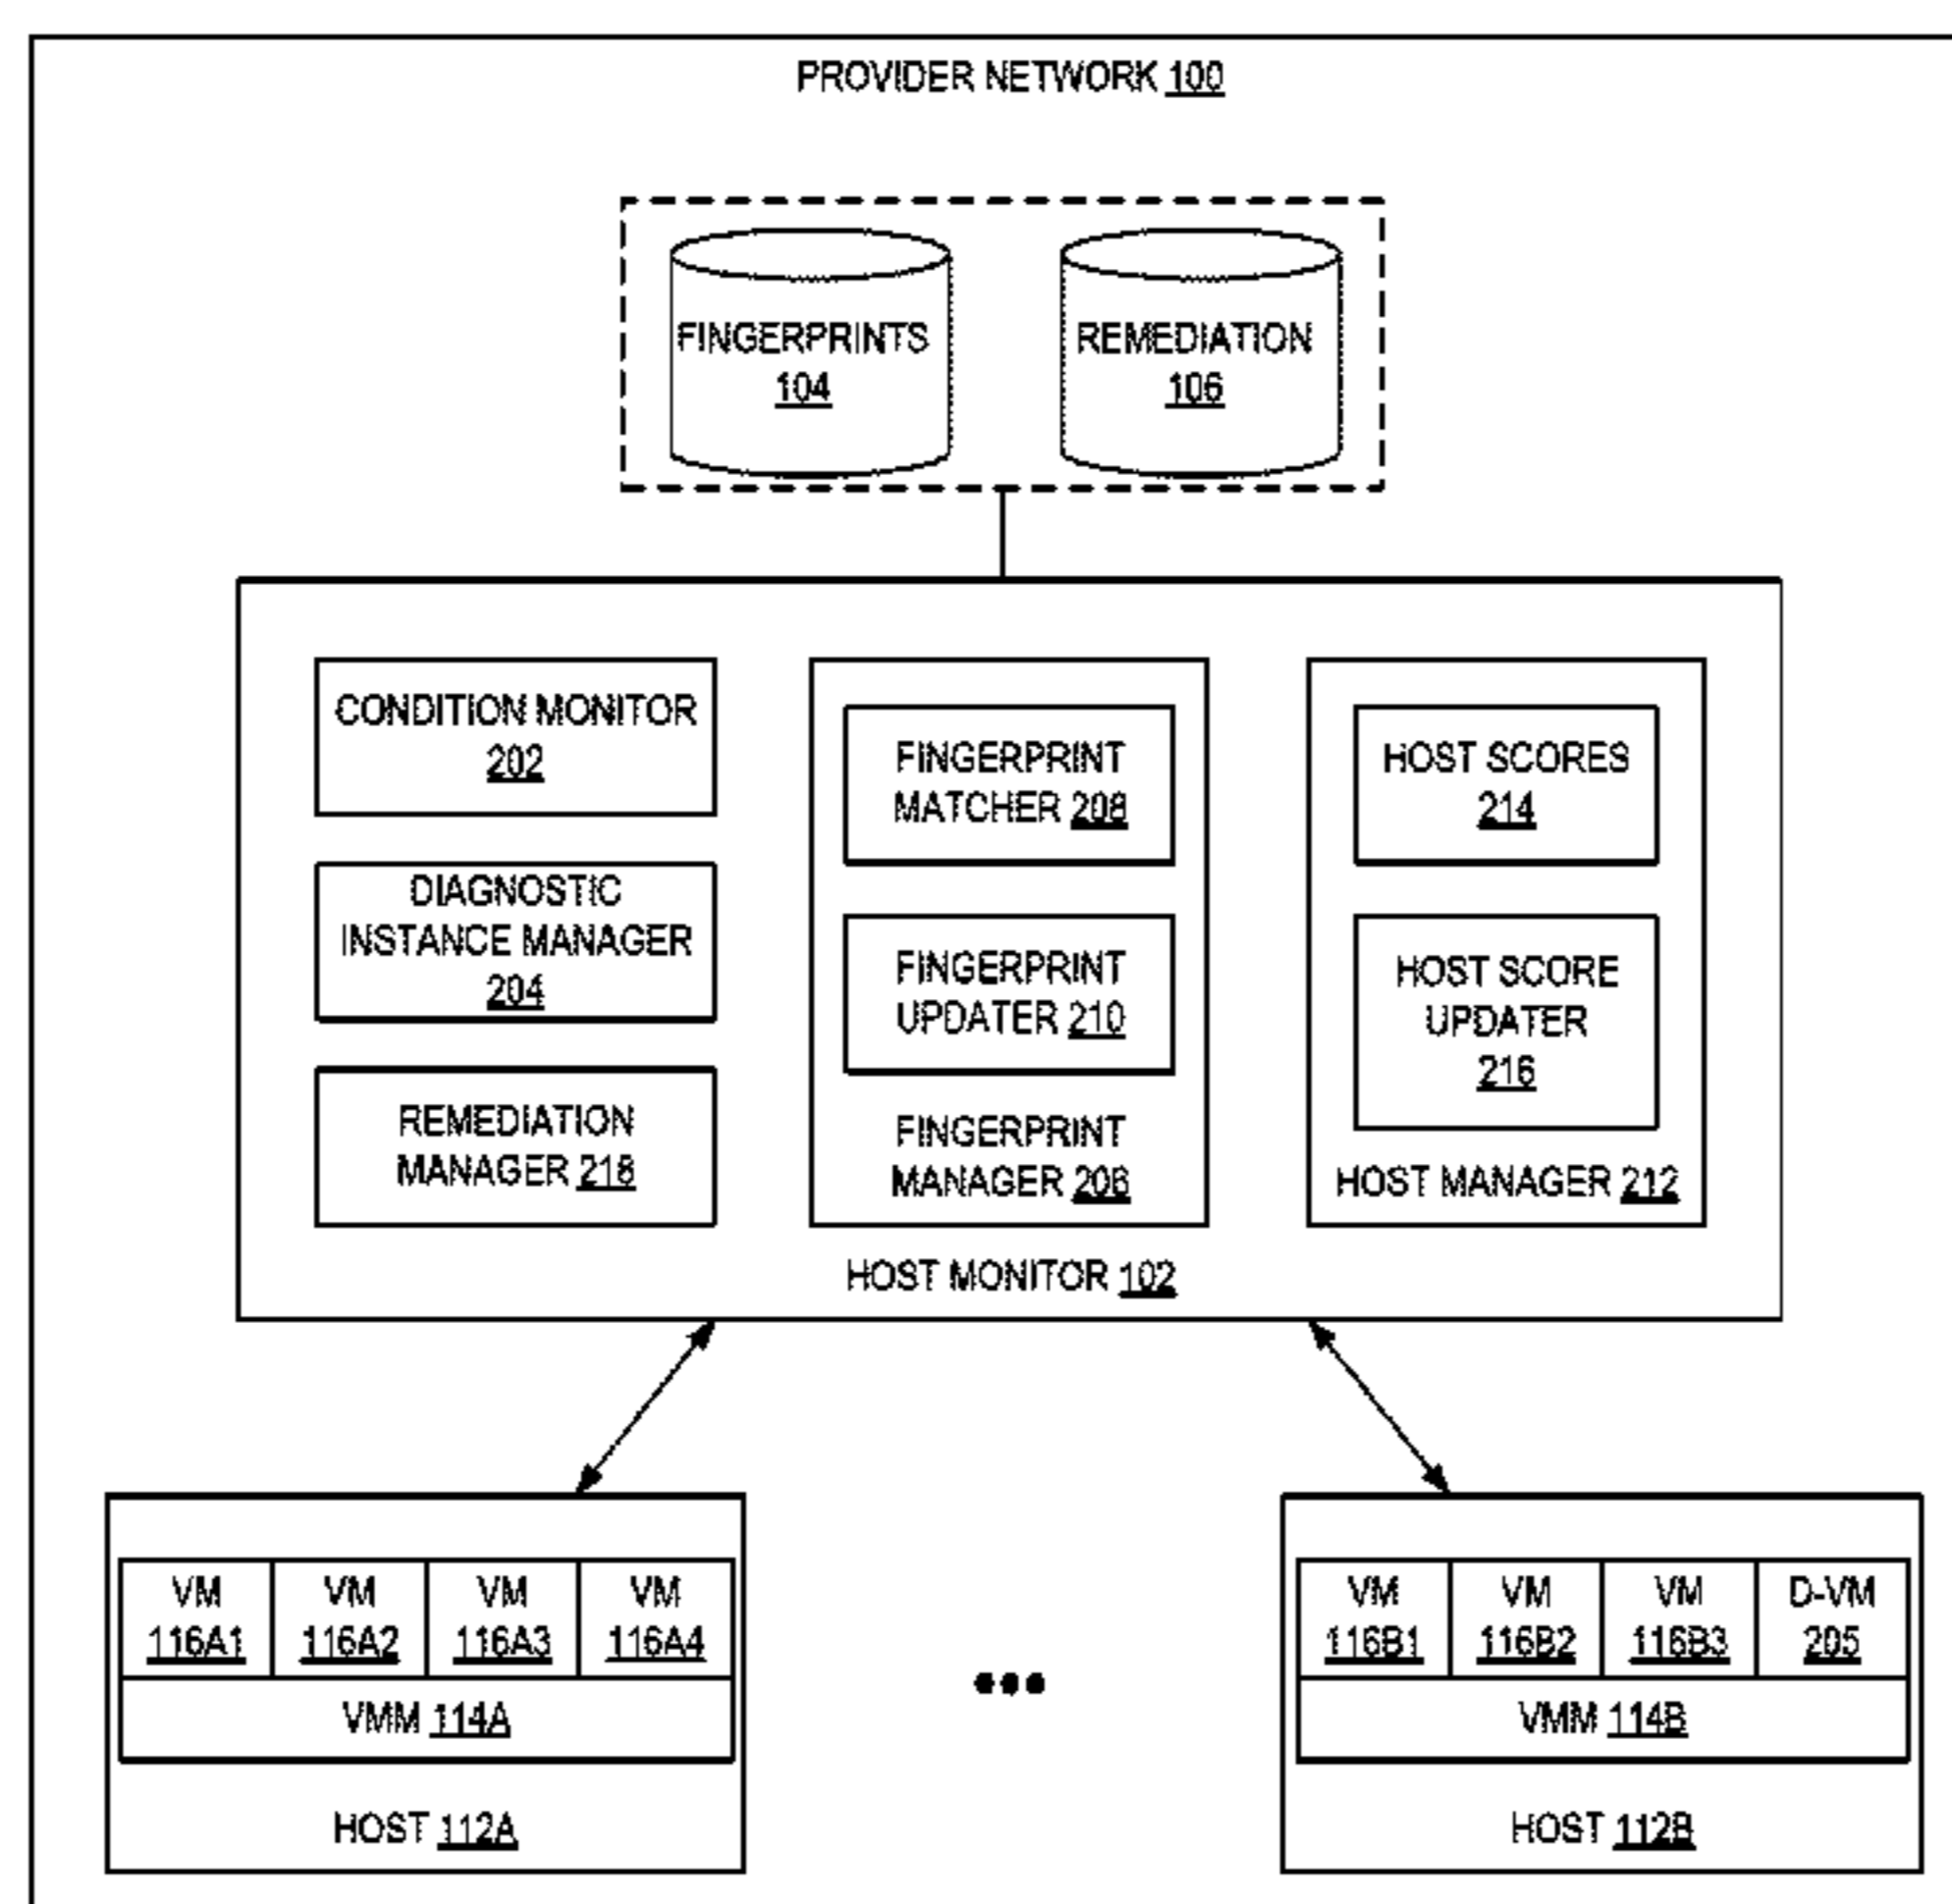 PROVIDER NETWORK 100
FINGERPRINTS
104
REMEDIATION
106
CONDITION MONITOR
202
DIAGNOSTIC
INSTANCE MANAGER
204
REMEDIATION
MANAGER 218
FINGERPRINT
MATCHER 208
FINGERPRINT
UPDATER 210
FINGERPRINT
MANAGER 206
HOST SCORES
214
HOST SCORE
UPDATER
216
HOST MANAGER 212
HOST MONITOR 102
VM
116A1
VM
116A2
VM
116A3
VM
116A4
VMM 114A
HOST 112A
VM
116B1
VM
116B2
VM
116B3
D-VM
205
VMM 114B
HOST 112B